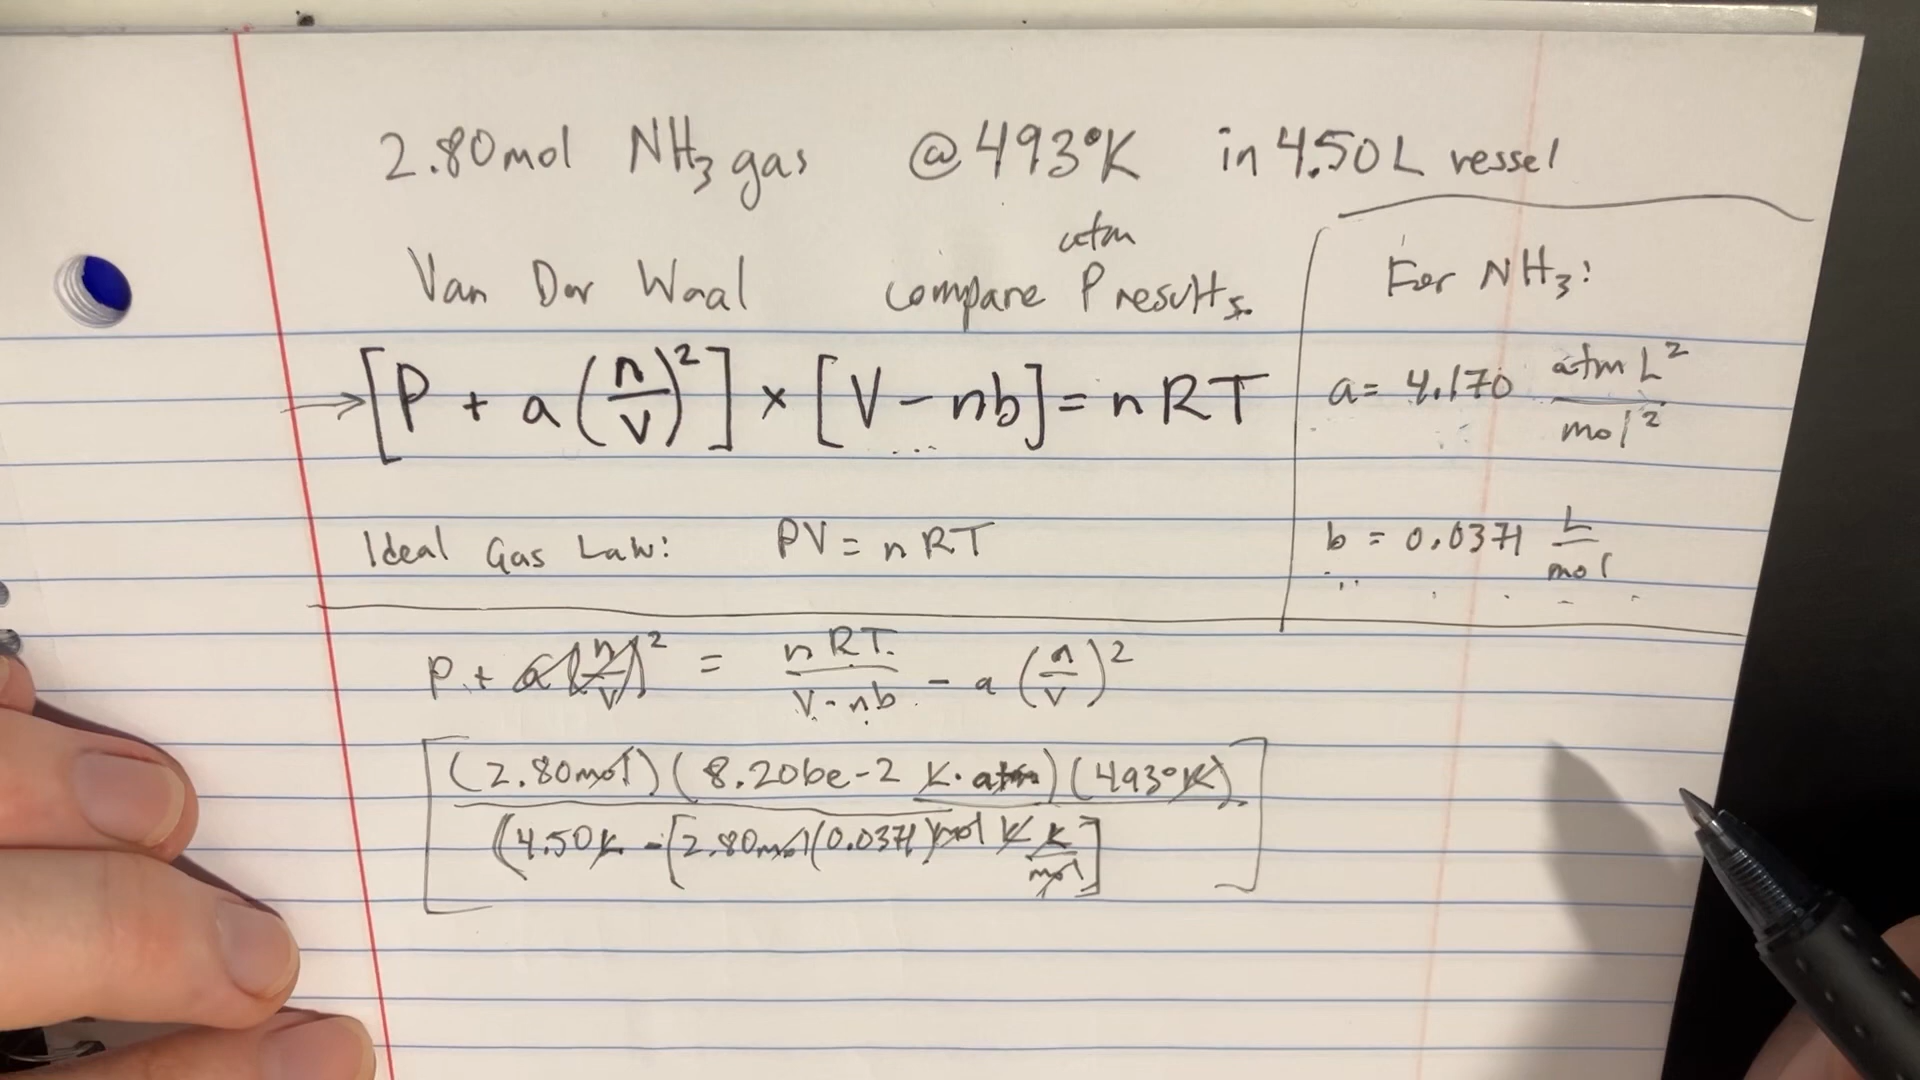 2.80mol NH₃ gas @493°K in 4.50L vessel
atm
Van Der Waal compare P results.
[P + a(n/V)²] × [V - nb] = nRT
Ideal Gas Law: PV = nRT
For NH₃:
a = 4.170 atm L²/mol²
b = 0.0371 L/mol
P + a(n/V)² = nRT/V-nb - a(n/V)²
[(2.80mol)(8.206e-2 L·atm)(493°K)
(4.50L - [2.80mol(0.0371)mol K L/mol]]